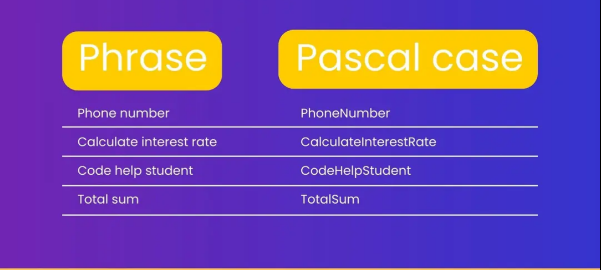 Phrase Pascal case
Phone number PhoneNumber
Calculate interest rate CalculateInterestRate
Code help student CodeHelpStudent
Total sum TotalSum